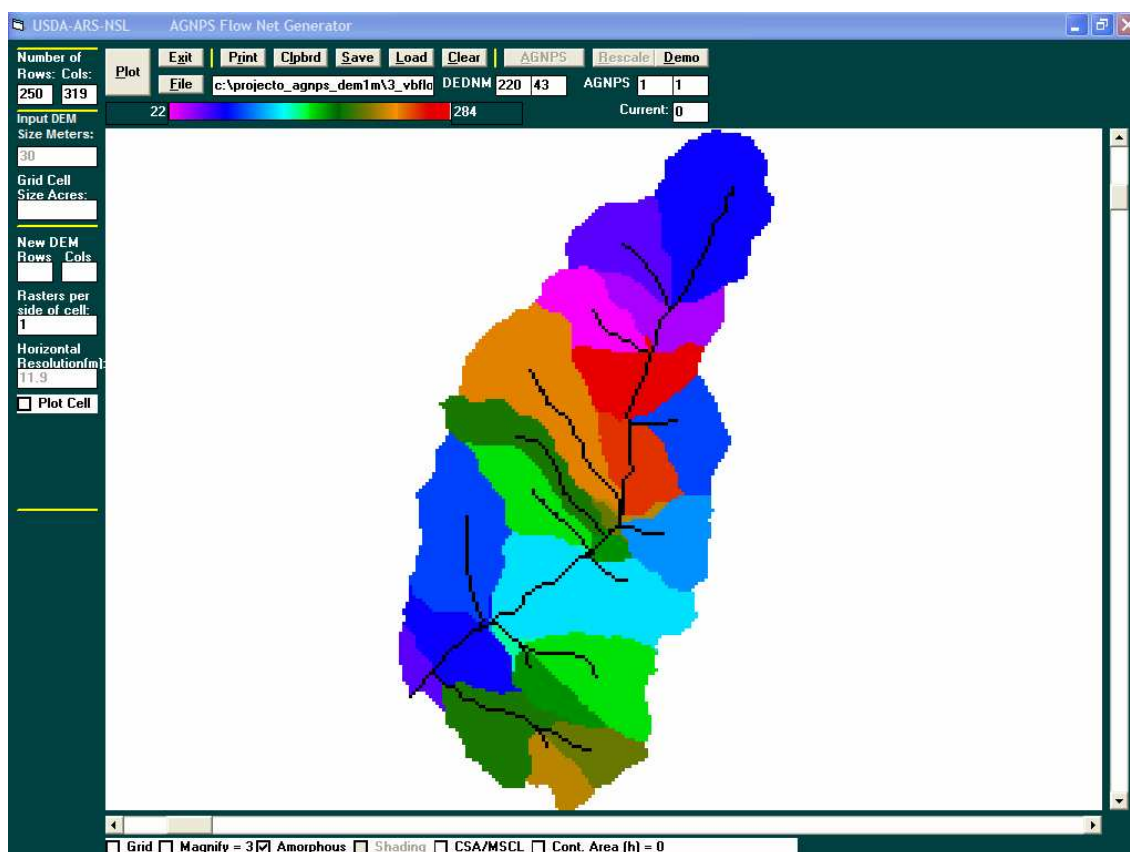 USDA-ARS-NSL AGNPS Flow Net Generator
Number of
Rows: Cols:
250 319
Plot
Exit Print Clpbrd Save Load Clear AGNPS Rescale Demo
File c:\projecto_agnps_dem1m\3_vbflo DEDNM 220 43 AGNPS 1 1
22 284 Current: 0
Input DEM
Size Meters:
30
Grid Cell
Size Acres:
New DEM
Rows Cols
Rasters per
side of cell:
1
Horizontal
Resolution(m):
11.9
Plot Cell
Grid Magnify = 3 Amorphous Shading CSA/MSCL Cont. Area (h) = 0